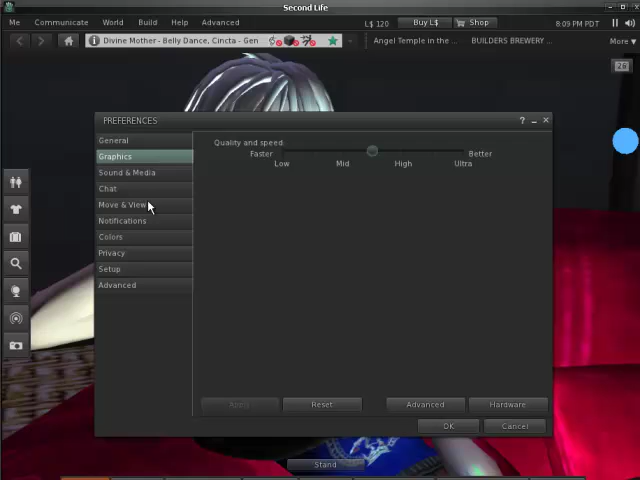 Second Life
Me Communicate World Build Help Advanced L$ 120 Buy L$ Shop 8:09 PM PDT
Divine Mother - Belly Dance, Cincta - Gen Angel Temple in the ... BUILDERS BREWERY ... More ▼
26
PREFERENCES ? _ ×
General
Graphics
Sound & Media
Chat
Move & View
Notifications
Colors
Privacy
Setup
Advanced
Quality and speed
Faster Better
Low Mid High Ultra
Apply Reset Advanced Hardware
OK Cancel
Stand